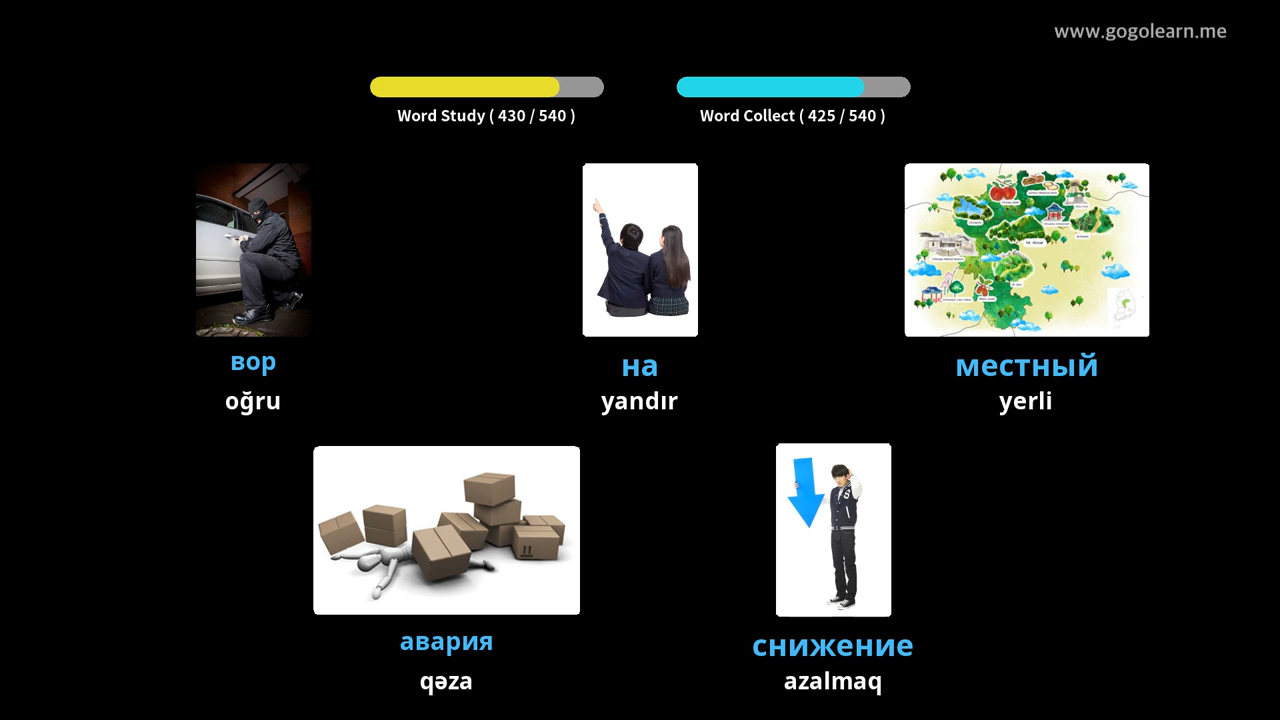 www.gogolearn.me
Word Study ( 430 / 540 )
Word Collect ( 425 / 540 )
вор
oğru
на
yandır
местный
yerli
авария
qəza
снижение
azalmaq